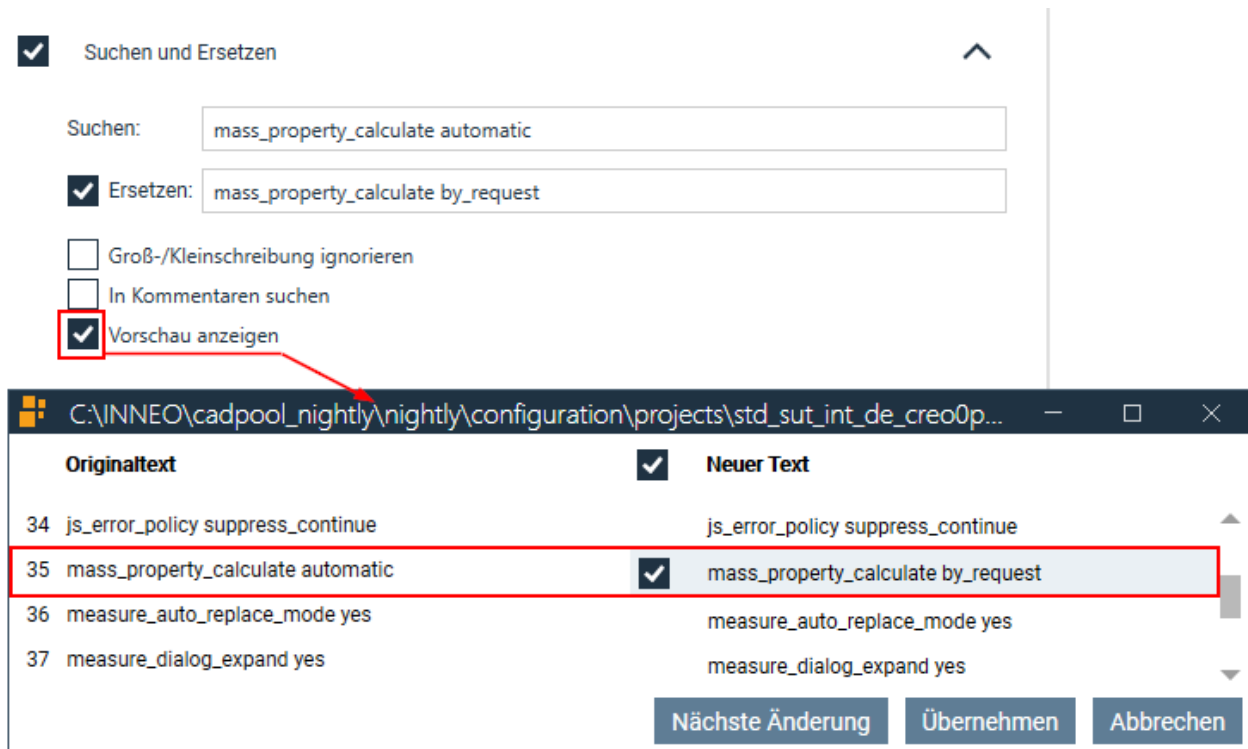 Suchen und Ersetzen
Suchen: mass_property_calculate automatic
Ersetzen: mass_property_calculate by_request
Groß-/Kleinschreibung ignorieren
In Kommentaren suchen
Vorschau anzeigen
C:\INNEO\cadpool_nightly\nightly\configuration\projects\std_sut_int_de_creo0p...
Originaltext Neuer Text
34 js_error_policy suppress_continue js_error_policy suppress_continue
35 mass_property_calculate automatic mass_property_calculate by_request
36 measure_auto_replace_mode yes measure_auto_replace_mode yes
37 measure_dialog_expand yes measure_dialog_expand yes
Nächste Änderung Übernehmen Abbrechen